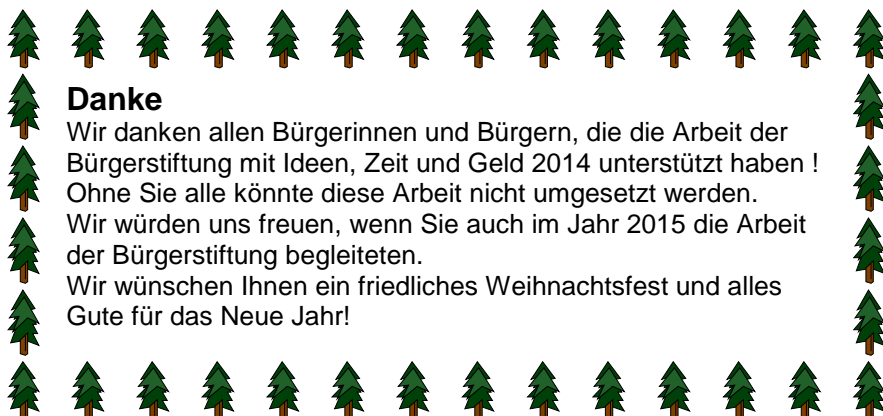 Danke
Wir danken allen Bürgerinnen und Bürgern, die die Arbeit der
Bürgerstiftung mit Ideen, Zeit und Geld 2014 unterstützt haben !
Ohne Sie alle könnte diese Arbeit nicht umgesetzt werden.
Wir würden uns freuen, wenn Sie auch im Jahr 2015 die Arbeit
der Bürgerstiftung begleiteten.
Wir wünschen Ihnen ein friedliches Weihnachtsfest und alles
Gute für das Neue Jahr!